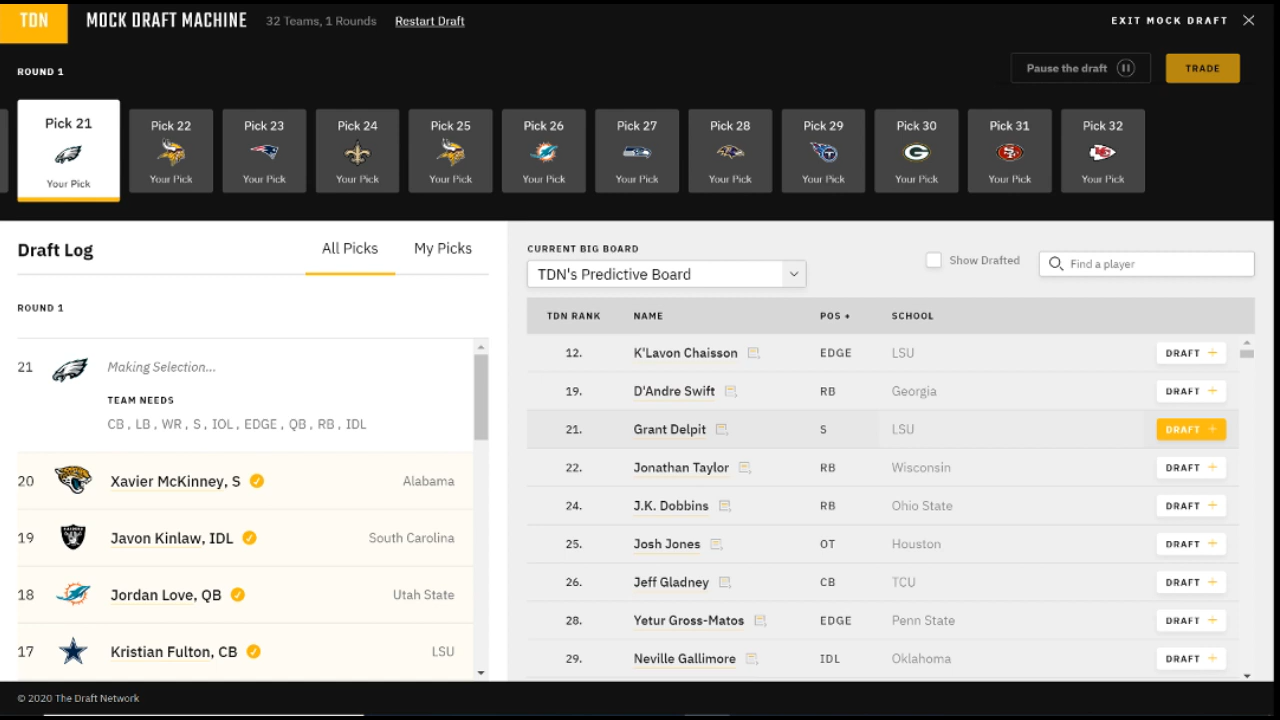 TDN MOCK DRAFT MACHINE 32 Teams, 1 Rounds Restart Draft EXIT MOCK DRAFT
ROUND 1 Pause the draft TRADE
Pick 21 Pick 22 Pick 23 Pick 24 Pick 25 Pick 26 Pick 27 Pick 28 Pick 29 Pick 30 Pick 31 Pick 32
Your Pick Your Pick Your Pick Your Pick Your Pick Your Pick Your Pick Your Pick Your Pick Your Pick Your Pick Your Pick
Draft Log All Picks My Picks
ROUND 1
21 Making Selection...
TEAM NEEDS
CB , LB , WR , S , IOL , EDGE , QB , RB , IDL
20 Xavier McKinney, S Alabama
19 RAIDERS Javon Kinlaw, IDL South Carolina
18 Jordan Love, QB Utah State
17 Kristian Fulton, CB LSU
CURRENT BIG BOARD
TDN's Predictive Board Show Drafted Find a player
TDN RANK NAME POS + SCHOOL
12. K'Lavon Chaisson EDGE LSU DRAFT +
19. D'Andre Swift RB Georgia DRAFT +
21. Grant Delpit S LSU DRAFT +
22. Jonathan Taylor RB Wisconsin DRAFT +
24. J.K. Dobbins RB Ohio State DRAFT +
25. Josh Jones OT Houston DRAFT +
26. Jeff Gladney CB TCU DRAFT +
28. Yetur Gross-Matos EDGE Penn State DRAFT +
29. Neville Gallimore IDL Oklahoma DRAFT +
© 2020 The Draft Network